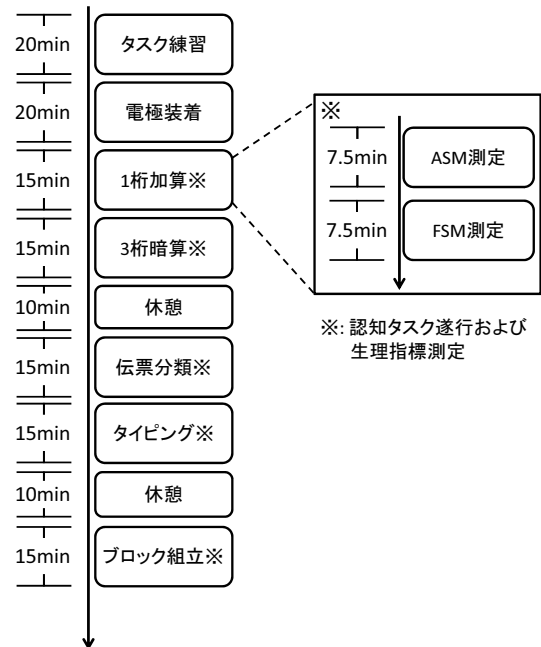 20min
タスク練習
20min
電極装着
15min
1桁加算※
15min
3桁暗算※
10min
休憩
15min
伝票分類※
15min
タイピング※
10min
休憩
15min
ブロック組立※
※
7.5min
ASM測定
7.5min
FSM測定
※: 認知タスク遂行および
生理指標測定